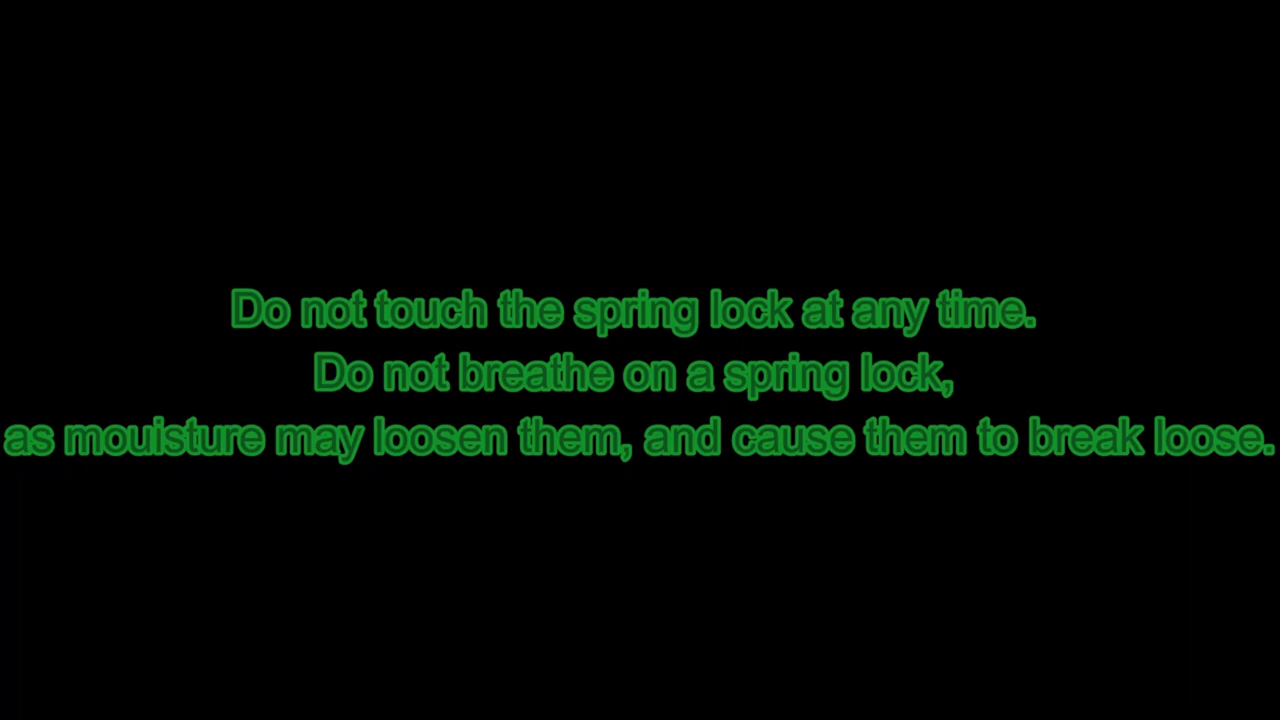 Do not touch the spring lock at any time.
Do not breathe on a spring lock,
as mouisture may loosen them, and cause them to break loose.